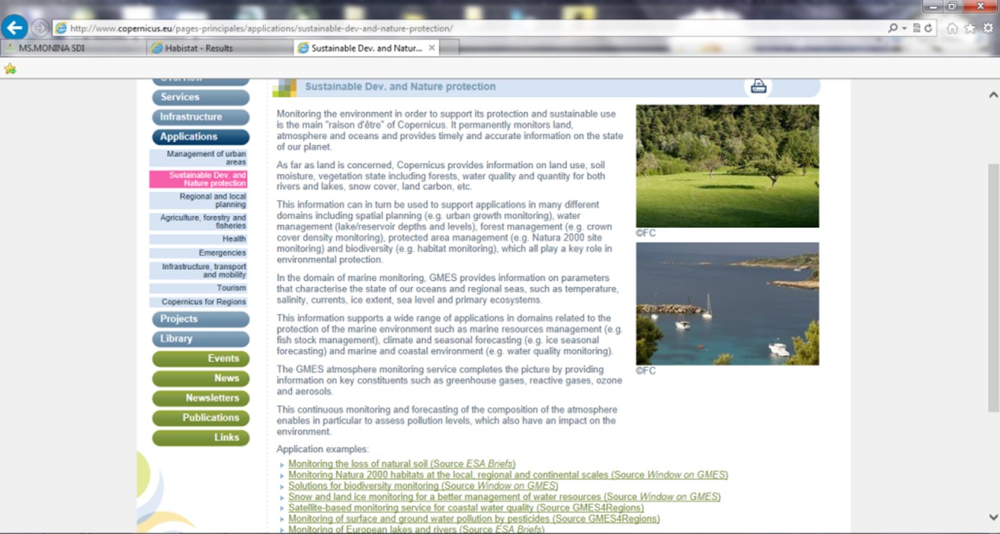 http://www.copernicus.eu/pages-principales/applications/sustainable-dev-and-nature-protection/
MS.MONINA SDI
Habistat - Results
Sustainable Dev. and Natur...
Overview
Services
Infrastructure
Applications
Management of urban
areas
Sustainable Dev. and
Nature protection
Regional and local
planning
Agriculture, forestry and
fisheries
Health
Emergencies
Infrastructure, transport
and mobility
Tourism
Copernicus for Regions
Projects
Library
Events
News
Newsletters
Publications
Links
Sustainable Dev. and Nature protection
Monitoring the environment in order to support its protection and sustainable use
is the main "raison d'être" of Copernicus. It permanently monitors land,
atmosphere and oceans and provides timely and accurate information on the state
of our planet.
As far as land is concerned, Copernicus provides information on land use, soil
moisture, vegetation state including forests, water quality and quantity for both
rivers and lakes, snow cover, land carbon, etc.
This information can in turn be used to support applications in many different
domains including spatial planning (e.g. urban growth monitoring), water
management (lake/reservoir depths and levels), forest management (e.g. crown
cover density monitoring), protected area management (e.g. Natura 2000 site
monitoring) and biodiversity (e.g. habitat monitoring), which all play a key role in
environmental protection.
In the domain of marine monitoring, GMES provides information on parameters
that characterise the state of our oceans and regional seas, such as temperature,
salinity, currents, ice extent, sea level and primary ecosystems.
This information supports a wide range of applications in domains related to the
protection of the marine environment such as marine resources management (e.g.
fish stock management), climate and seasonal forecasting (e.g. ice seasonal
forecasting) and marine and coastal environment (e.g. water quality monitoring).
The GMES atmosphere monitoring service completes the picture by providing
information on key constituents such as greenhouse gases, reactive gases, ozone
and aerosols.
This continuous monitoring and forecasting of the composition of the atmosphere
enables in particular to assess pollution levels, which also have an impact on the
environment.
Application examples:
Monitoring the loss of natural soil (Source ESA Briefs)
Monitoring Natura 2000 habitats at the local, regional and continental scales (Source Window on GMES)
Solutions for biodiversity monitoring (Source Window on GMES)
Snow and land ice monitoring for a better management of water resources (Source Window on GMES)
Satellite-based monitoring service for coastal water quality (Source GMES4Regions)
Monitoring of surface and ground water pollution by pesticides (Source GMES4Regions)
Monitoring of European lakes and rivers (Source ESA Briefs)
©FC
©FC